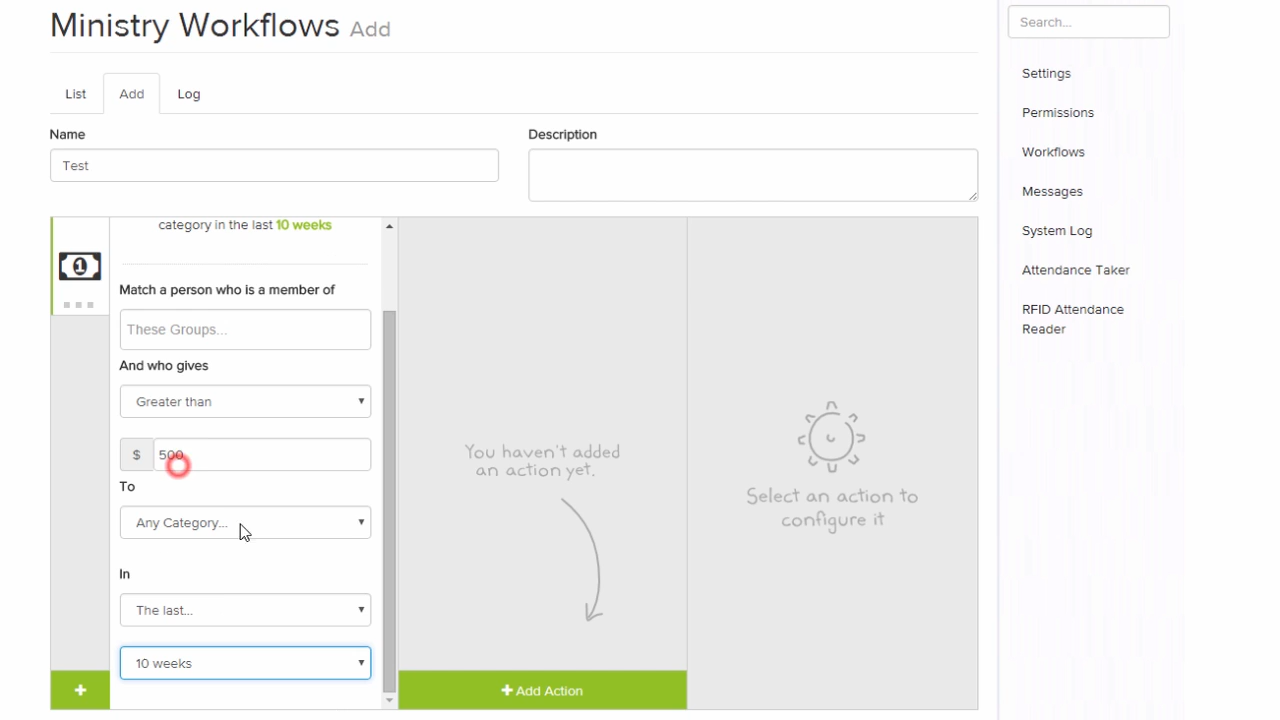 Ministry Workflows Add
Search...
Settings
Permissions
Workflows
Messages
System Log
Attendance Taker
RFID Attendance
Reader
List
Add
Log
Name
Description
Test
category in the last 10 weeks
1
Match a person who is a member of
These Groups...
And who gives
Greater than
$ 500
To
Any Category...
In
The last...
10 weeks
You haven't added
an action yet.
Select an action to
configure it
+
+ Add Action